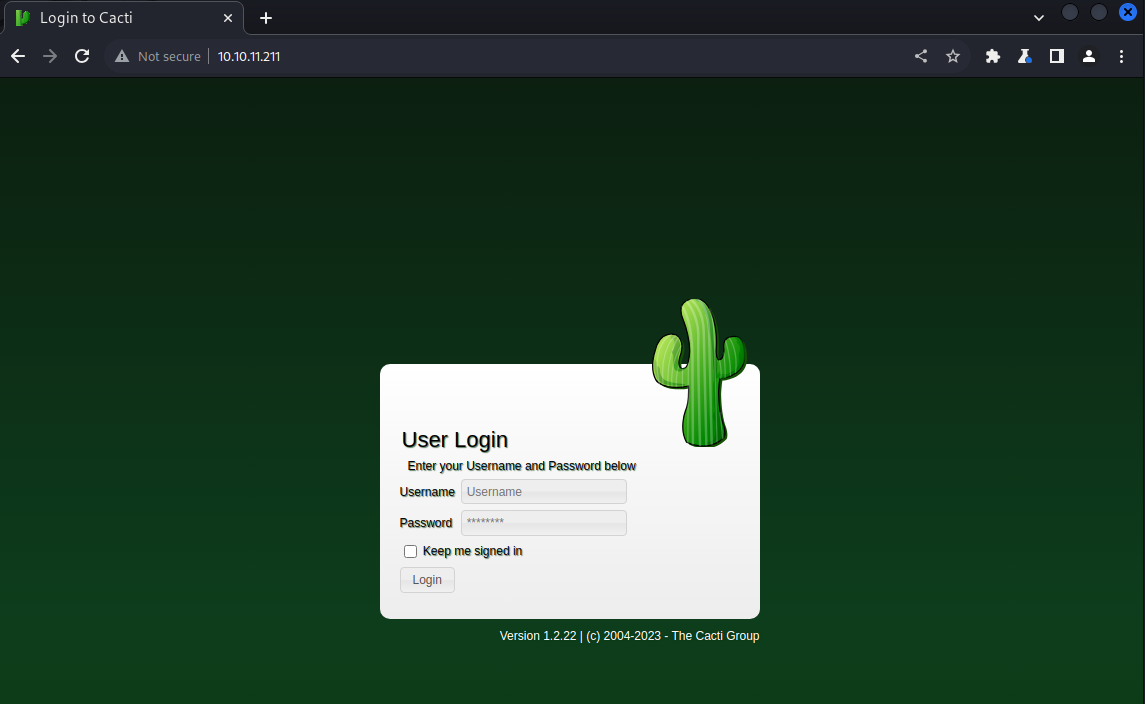 Login to Cacti
Not secure 10.10.11.211
User Login
Enter your Username and Password below
Username Username
Password ********
Keep me signed in
Login
Version 1.2.22 | (c) 2004-2023 - The Cacti Group